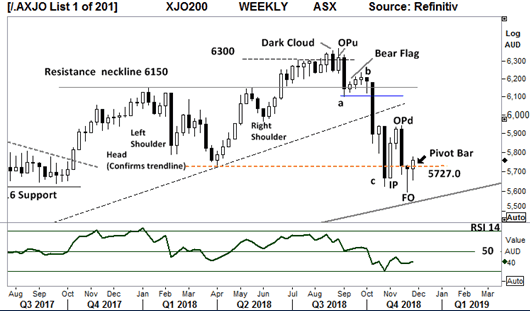 [/.AXJO List 1 of 201] XJO200 WEEKLY ASX Source: Refinitiv
Log
AUD
Dark Cloud OPu
6300
Bear Flag
6,300
Resistance neckline 6150
b
6,200
6,100
a
6,000
Left
Shoulder
Right
Shoulder
OPd
5,900
Head
(Confirms trendline)
Pivot Bar
5,800
5727.0
5,700
.6 Support
c
IP
FO
5,600
5,500
Auto
RSI 14
Value
AUD
50
40
Auto
Aug Sep Oct Nov Dec Jan Feb Mar Apr May Jun Jul Aug Sep Oct Nov Dec Jan Feb Mar
Q3 2017 Q4 2017 Q1 2018 Q2 2018 Q3 2018 Q4 2018 Q1 2019